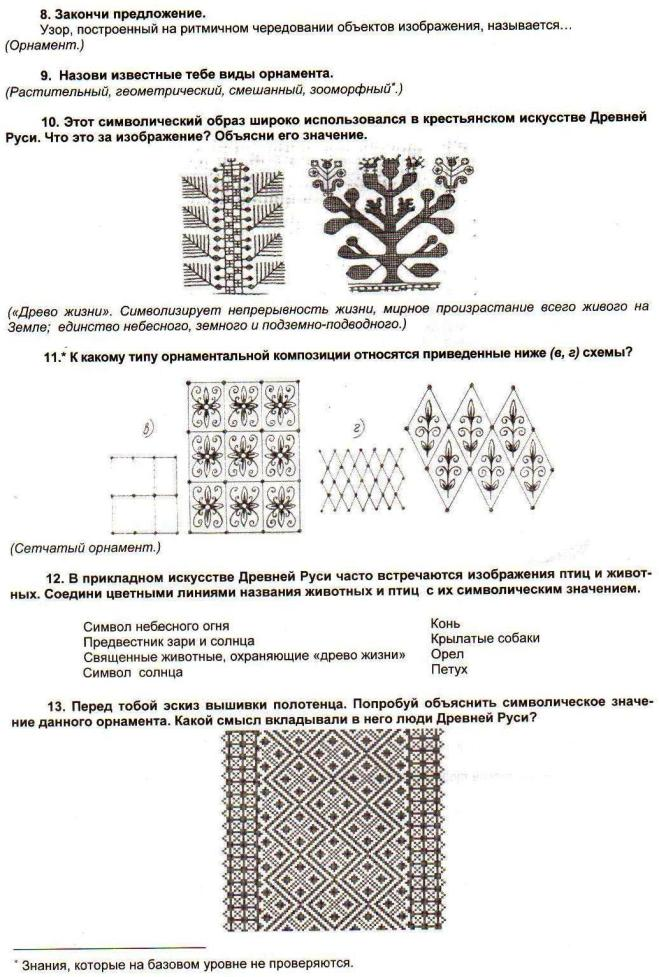 8. Закончи предложение.
Узор, построенный на ритмичном чередовании объектов изображения, называется…
(Орнамент.)
9. Назови известные тебе виды орнамента.
(Растительный, геометрический, смешанный, зооморфный*.)
10. Этот символический образ широко использовался в крестьянском искусстве Древней
Руси. Что это за изображение? Объясни его значение.
(«Древо жизни». Символизирует непрерывность жизни, мирное произрастание всего живого на
Земле; единство небесного, земного и подземно-подводного.)
11.* К какому типу орнаментальной композиции относятся приведенные ниже (в, г) схемы?
в)
г)
(Сетчатый орнамент.)
12. В прикладном искусстве Древней Руси часто встречаются изображения птиц и живот-
ных. Соедини цветными линиями названия животных и птиц с их символическим значением.
Символ небесного огня Конь
Предвестник зари и солнца Крылатые собаки
Священные животные, охраняющие «древо жизни» Орел
Символ солнца Петух
13. Перед тобой эскиз вышивки полотенца. Попробуй объяснить символическое значе-
ние данного орнамента. Какой смысл вкладывали в него люди Древней Руси?
* Знания, которые на базовом уровне не проверяются.